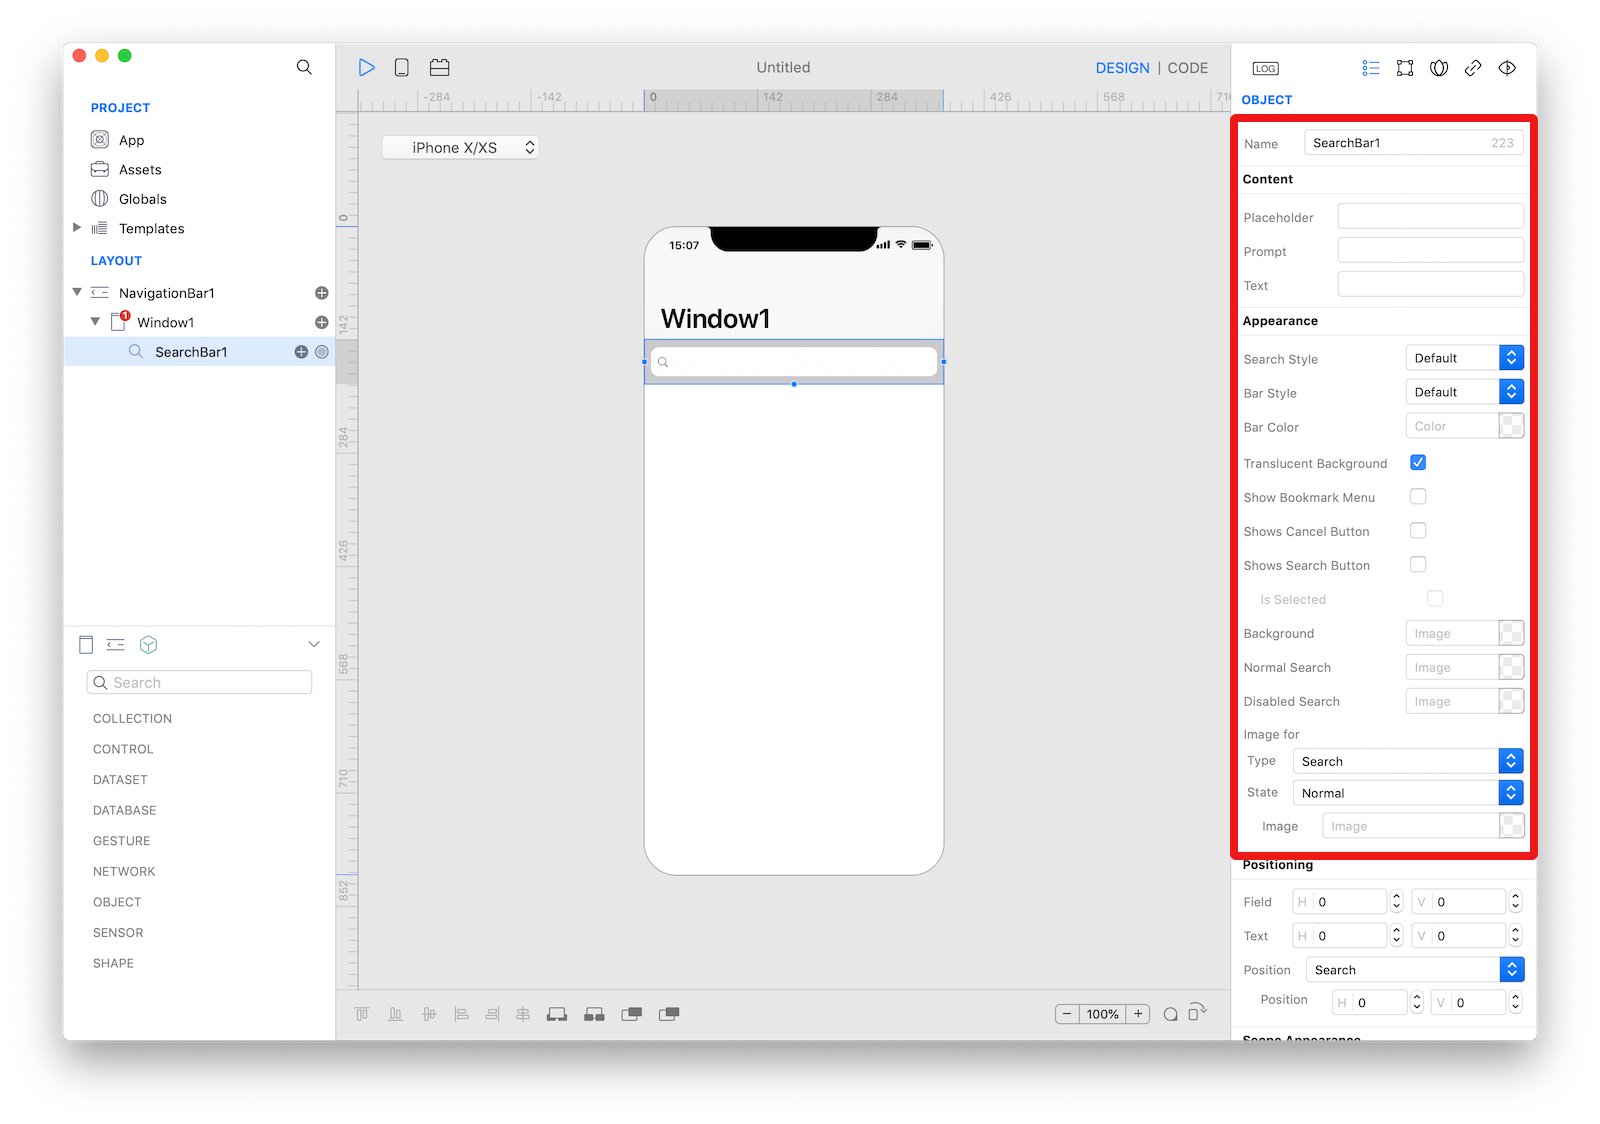 Untitled
DESIGN | CODE
LOG
PROJECT
App
Assets
Globals
Templates
LAYOUT
NavigationBar1
1
Window1
SearchBar1
Search
COLLECTION
CONTROL
DATASET
DATABASE
GESTURE
NETWORK
OBJECT
SENSOR
SHAPE
-284
-142
0
142
284
426
568
710
0
142
284
426
568
710
852
iPhone X/XS
15:07
Window1
100%
OBJECT
Name SearchBar1 223
Content
Placeholder
Prompt
Text
Appearance
Search Style Default
Bar Style Default
Bar Color Color
Translucent Background
Show Bookmark Menu
Shows Cancel Button
Shows Search Button
Is Selected
Background Image
Normal Search Image
Disabled Search Image
Image for
Type Search
State Normal
Image Image
Positioning
Field H 0 V 0
Text H 0 V 0
Position Search
Position H 0 V 0
Scope Appearance